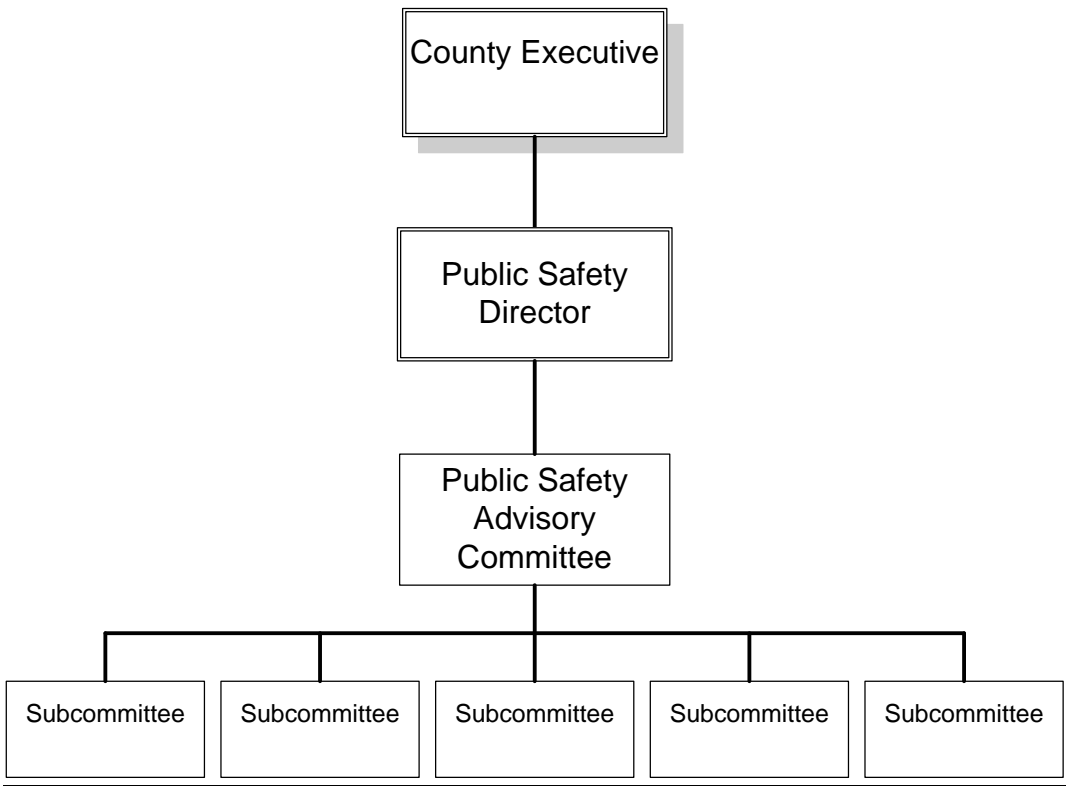 County Executive
Public Safety
Director
Public Safety
Advisory
Committee
Subcommittee
Subcommittee
Subcommittee
Subcommittee
Subcommittee